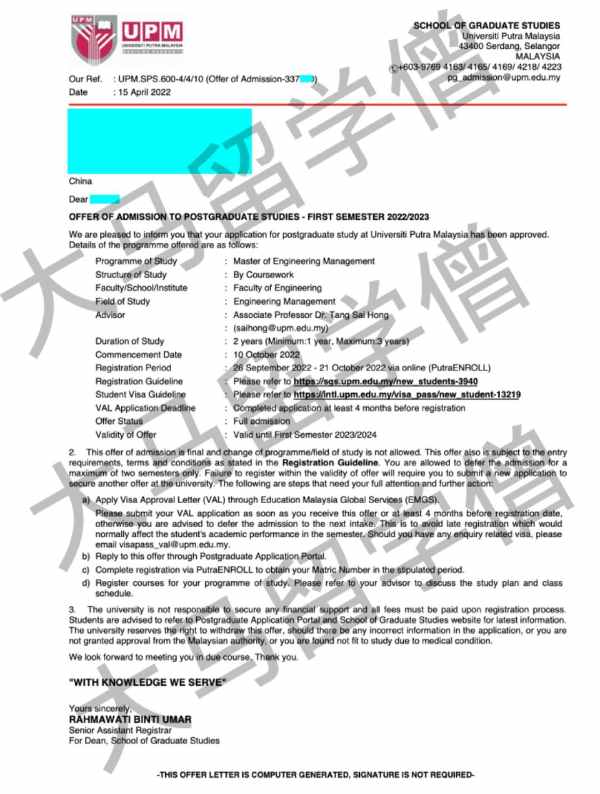 UPM
UPM
UNIVERSITI PUTRA MALAYSIA
SCHOOL OF GRADUATE STUDIES
Universiti Putra Malaysia
43400 Serdang, Selangor
MALAYSIA
✆+603-9769 4163/ 4165/ 4169/ 4218/ 4223
pg_admission@upm.edu.my
Our Ref. : UPM.SPS.600-4/4/10 (Offer of Admission-337 )
Date : 15 April 2022
China
Dear
OFFER OF ADMISSION TO POSTGRADUATE STUDIES - FIRST SEMESTER 2022/2023
We are pleased to inform you that your application for postgraduate study at Universiti Putra Malaysia has been approved.
Details of the programme offered are as follows:
Programme of Study : Master of Engineering Management
Structure of Study : By Coursework
Faculty/School/Institute : Faculty of Engineering
Field of Study : Engineering Management
Advisor : Associate Professor Dr. Tang Sai Hong
: (saihong@upm.edu.my)
Duration of Study : 2 years (Minimum:1 year, Maximum:3 years)
Commencement Date : 10 October 2022
Registration Period : 26 September 2022 - 21 October 2022 via online (PutraENROLL)
Registration Guideline : Please refer to https://sgs.upm.edu.my/new_students-3940
Student Visa Guideline : Please refer to https://intl.upm.edu.my/visa_pass/new_student-13219
VAL Application Deadline : Completed application at least 4 months before registration
Offer Status : Full admission
Validity of Offer : Valid until First Semester 2023/2024
2. This offer of admission is final and change of programme/field of study is not allowed. This offer also is subject to the entry
requirements, terms and conditions as stated in the Registration Guideline. You are allowed to defer the admission for a
maximum of two semesters only. Failure to register within the validity of offer will require you to submit a new application to
secure another offer at the university. The following are steps that need your full attention and further action:
a) Apply Visa Approval Letter (VAL) through Education Malaysia Global Services (EMGS).
Please submit your VAL application as soon as you receive this offer or at least 4 months before registration date,
otherwise you are advised to defer the admission to the next intake. This is to avoid late registration which would
normally affect the student's academic performance in the semester. Should you have any enquiry related visa, please
email visapass_val@upm.edu.my.
b) Reply to this offer through Postgraduate Application Portal.
c) Complete registration via PutraENROLL to obtain your Matric Number in the stipulated period.
d) Register courses for your programme of study. Please refer to your advisor to discuss the study plan and class
schedule.
3. The university is not responsible to secure any financial support and all fees must be paid upon registration process.
Students are advised to refer to Postgraduate Application Portal and School of Graduate Studies website for latest information.
The university reserves the right to withdraw this offer, should there be any incorrect information in the application, or you are
not granted approval from the Malaysian authority, or you are found not fit to study due to medical condition.
We look forward to meeting you in due course. Thank you.
"WITH KNOWLEDGE WE SERVE"
Yours sincerely,
RAHMAWATI BINTI UMAR
Senior Assistant Registrar
For Dean, School of Graduate Studies
-THIS OFFER LETTER IS COMPUTER GENERATED, SIGNATURE IS NOT REQUIRED-
大马留学僧
大马留学僧
大马留学僧